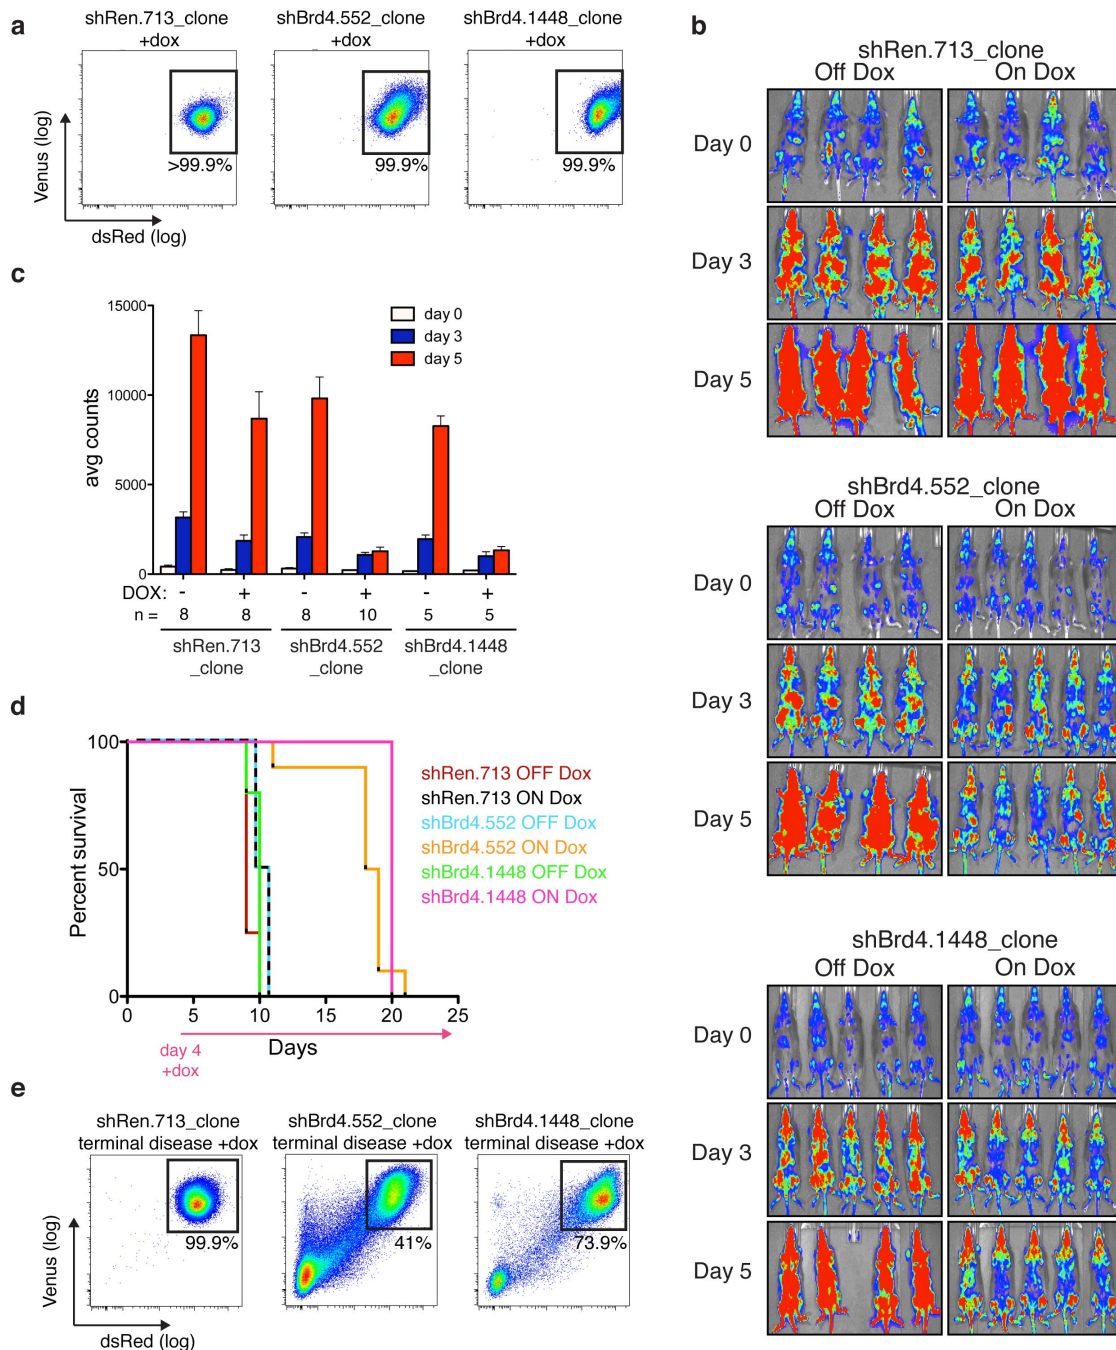 a
shRen.713_clone
+dox
shBrd4.552_clone
+dox
shBrd4.1448_clone
+dox
Venus (log)
>99.9%
99.9%
99.9%
dsRed (log)
b
shRen.713_clone
Off Dox
On Dox
Day 0
Day 3
Day 5
shBrd4.552_clone
Off Dox
On Dox
Day 0
Day 3
Day 5
shBrd4.1448_clone
Off Dox
On Dox
Day 0
Day 3
Day 5
c
avg counts
15000
10000
5000
0
day 0
day 3
day 5
DOX: - + - + - +
n = 8 8 8 10 5 5
shRen.713
_clone
shBrd4.552
_clone
shBrd4.1448
_clone
d
Percent survival
100
50
0
0 5 10 15 20 25
Days
day 4
+dox
shRen.713 OFF Dox
shRen.713 ON Dox
shBrd4.552 OFF Dox
shBrd4.552 ON Dox
shBrd4.1448 OFF Dox
shBrd4.1448 ON Dox
e
shRen.713_clone
terminal disease +dox
shBrd4.552_clone
terminal disease +dox
shBrd4.1448_clone
terminal disease +dox
Venus (log)
99.9%
41%
73.9%
dsRed (log)